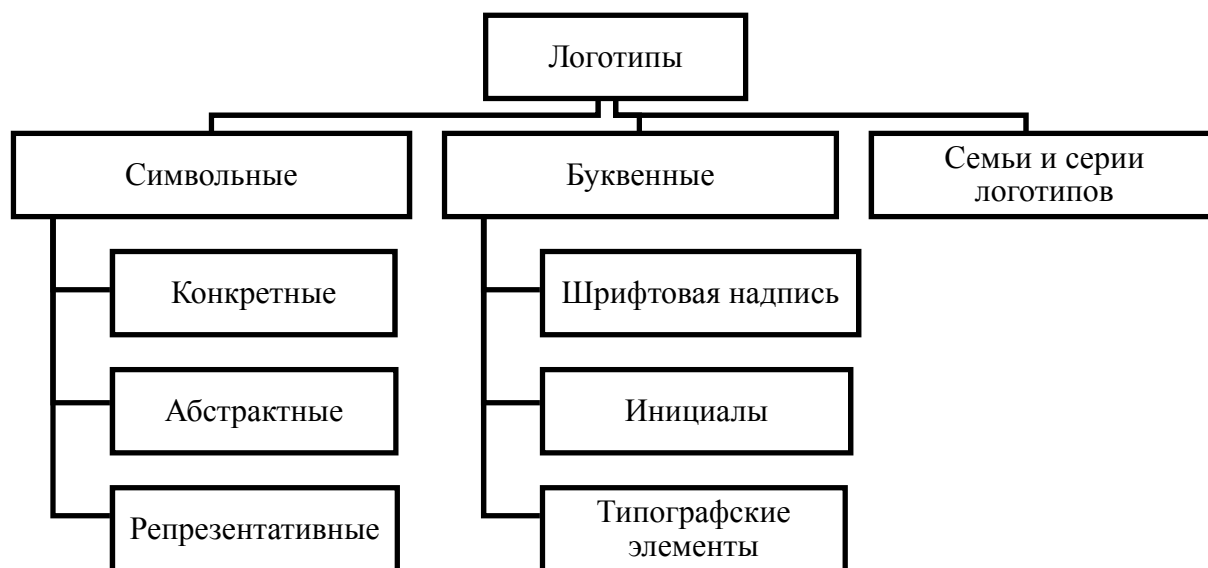 Логотипы
Символьные
Буквенные
Семьи и серии
логотипов
Конкретные
Шрифтовая надпись
Абстрактные
Инициалы
Репрезентативные
Типографские
элементы